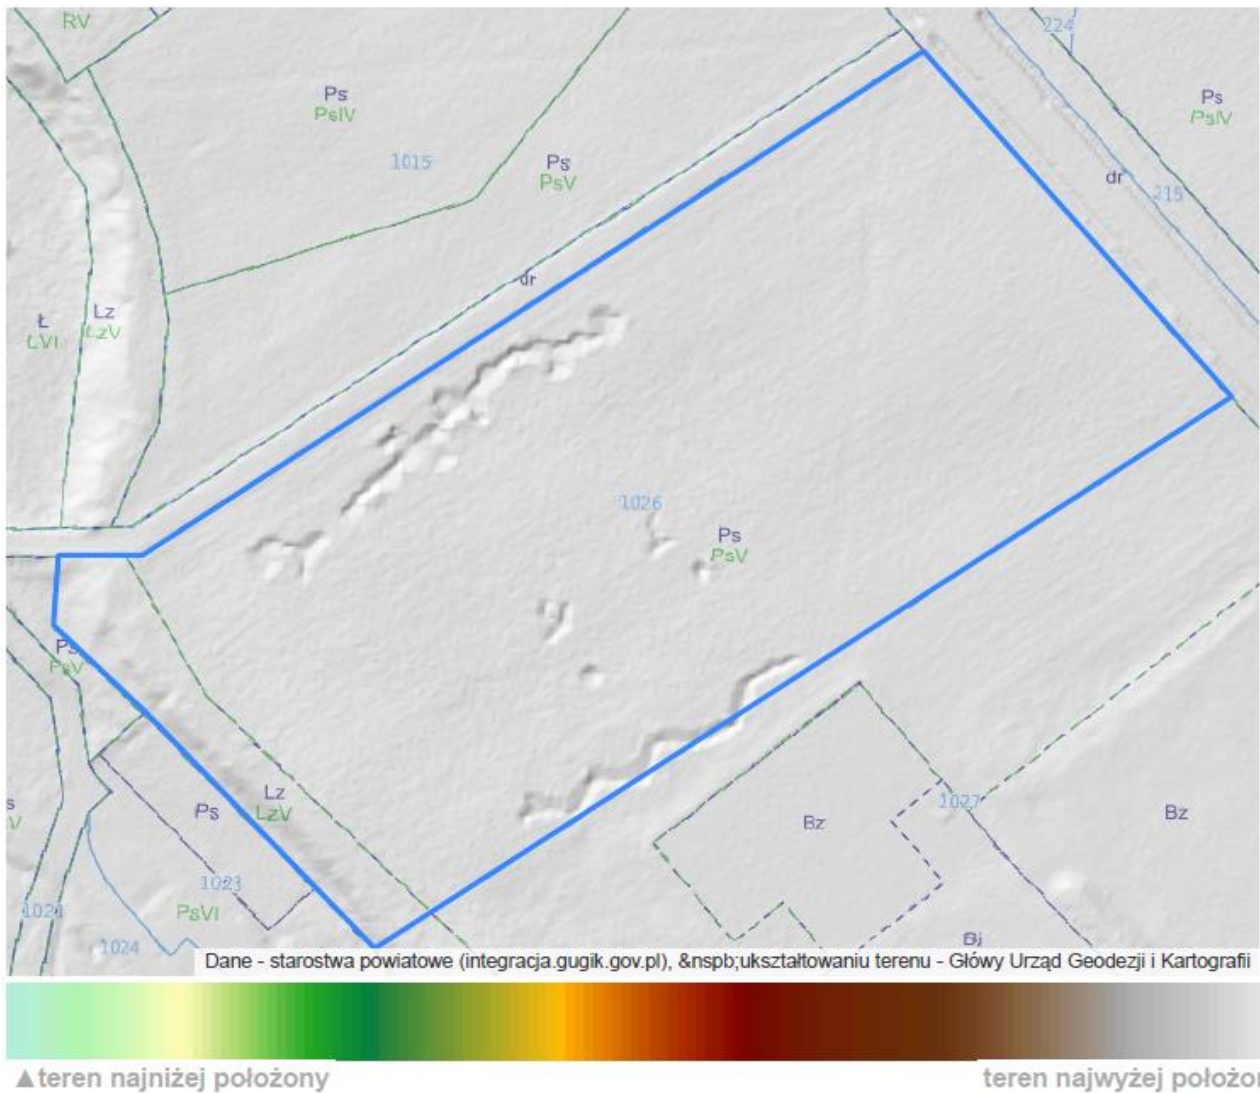 RV
224
Ps
PsIV
Ps
PsIV
1015
Ps
PsV
dr
215
dr
Lz
LzV
Ł
ŁVI
1026
Ps
PsV
Ps
PsV
Lz
LzV
Ps
s
V
1027
Bz
Bz
1023
PsVI
1021
1024
Bi
Dane - starostwa powiatowe (integracja.gugik.gov.pl), &nspb;ukształtowaniu terenu - Główy Urząd Geodezji i Kartografii
▲teren najniżej położony
teren najwyżej położon